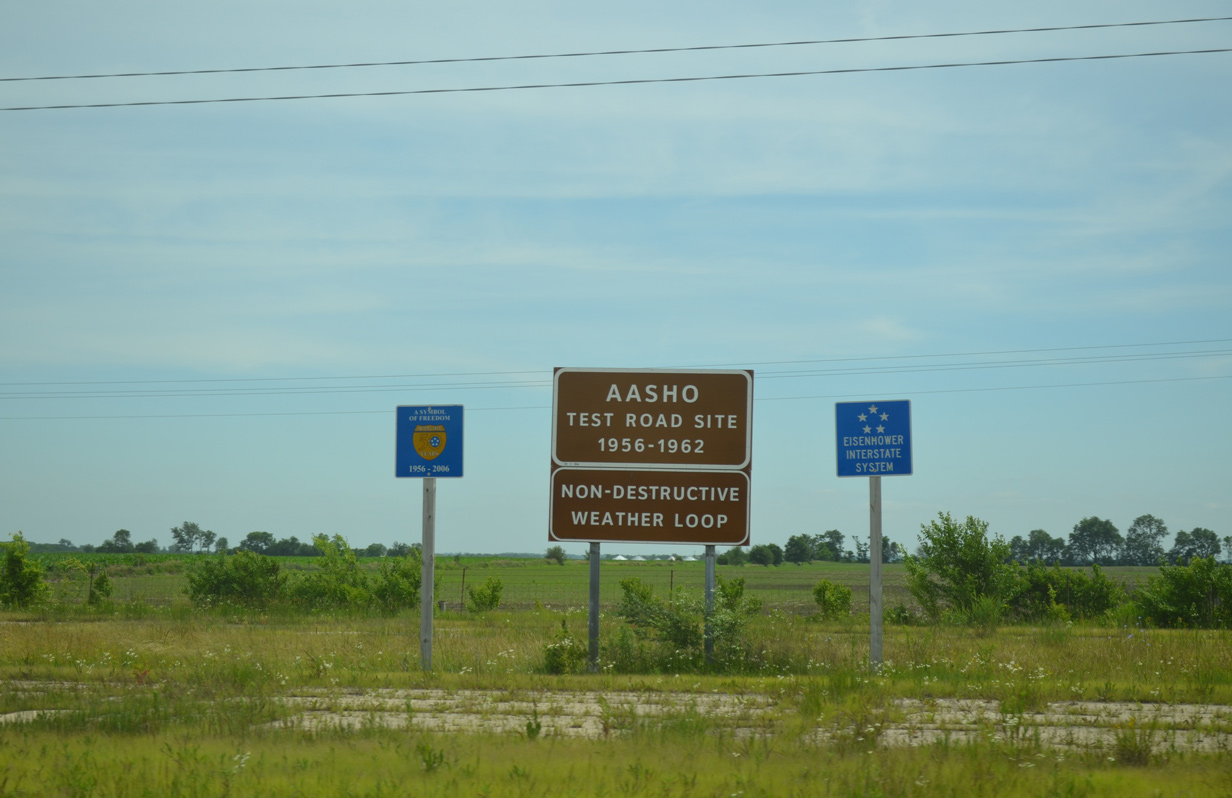 A SYMBOL
OF FREEDOM
1956 - 2006
AASHO
TEST ROAD SITE
1956-1962
NON-DESTRUCTIVE
WEATHER LOOP
EISENHOWER
INTERSTATE
SYSTEM